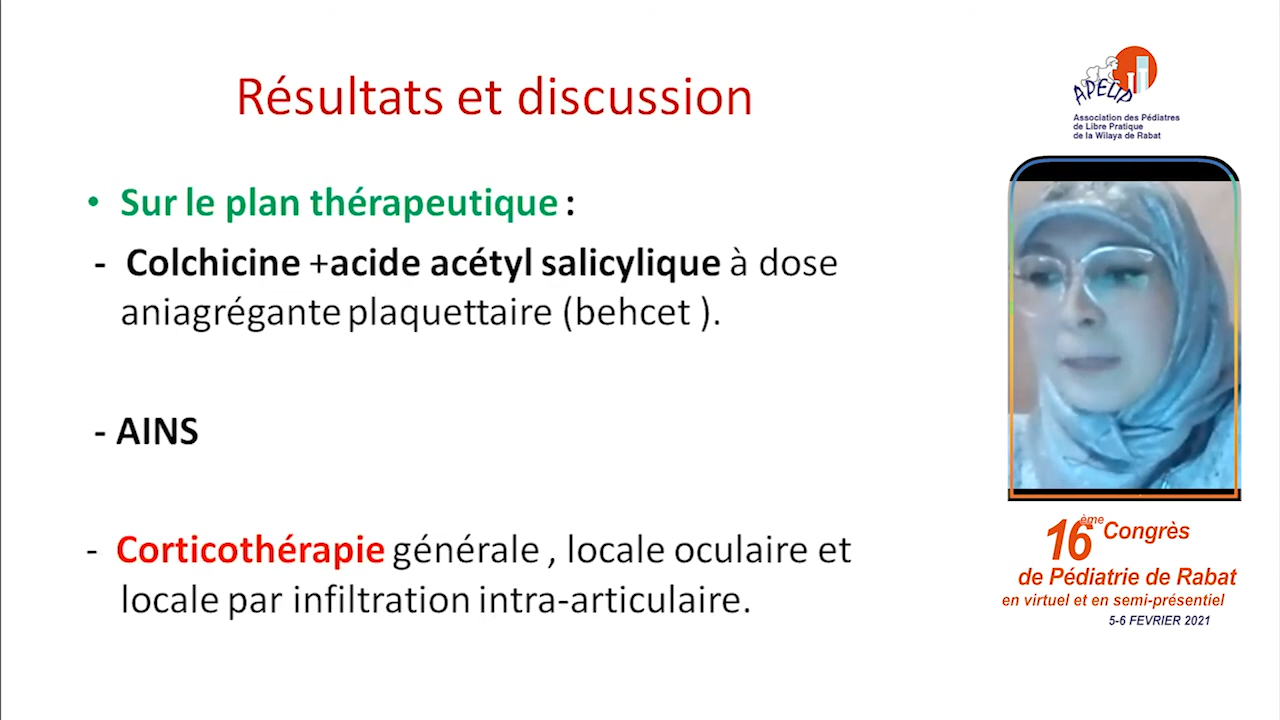 Résultats et discussion
• Sur le plan thérapeutique :
- Colchicine +acide acétyl salicylique à dose
aniagrégante plaquettaire (behcet ).
- AINS
- Corticothérapie générale , locale oculaire et
locale par infiltration intra-articulaire.
APELIP
Association des Pédiatres
de Libre Pratique
de la Wilaya de Rabat
16ème Congrès
de Pédiatrie de Rabat
en virtuel et en semi-présentiel
5-6 FEVRIER 2021